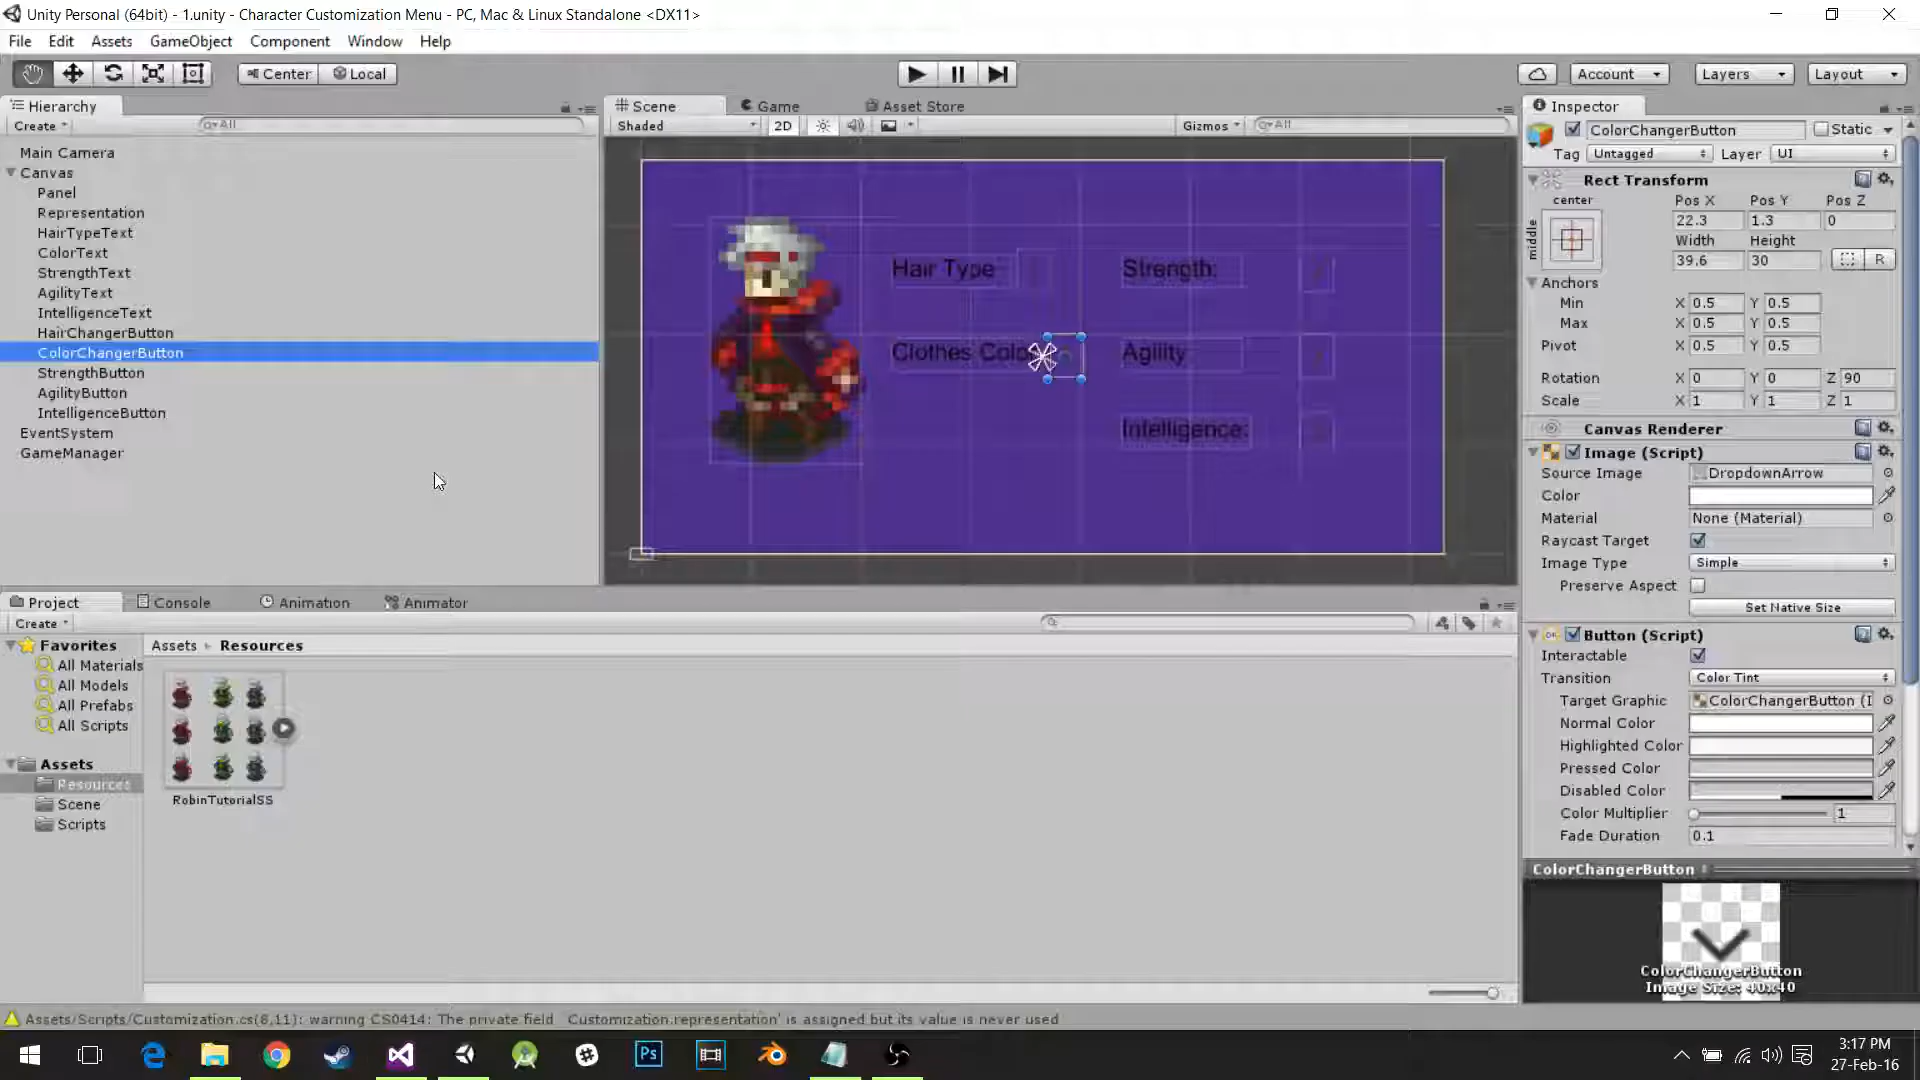 Unity Personal (64bit) - 1.unity - Character Customization Menu - PC, Mac & Linux Standalone <DX11>
File Edit Assets GameObject Component Window Help
Center Local Account Layers Layout
Hierarchy
Create All
Main Camera
Canvas
Panel
Representation
HairTypeText
ColorText
StrengthText
AgilityText
IntelligenceText
HairChangerButton
ColorChangerButton
StrengthButton
AgilityButton
IntelligenceButton
EventSystem
GameManager
Scene Game Asset Store
Shaded 2D Gizmos All
Hair Type Strength:
Clothes Color Agility
Intelligence:
Inspector
ColorChangerButton Static
Tag Untagged Layer UI
Rect Transform
center
middle
Pos X Pos Y Pos Z
22.3 1.3 0
Width Height
39.6 30 R
Anchors
Min X 0.5 Y 0.5
Max X 0.5 Y 0.5
Pivot X 0.5 Y 0.5
Rotation X 0 Y 0 Z 90
Scale X 1 Y 1 Z 1
Canvas Renderer
Image (Script)
Source Image DropdownArrow
Color
Material None (Material)
Raycast Target
Image Type Simple
Preserve Aspect
Set Native Size
Button (Script)
Interactable
Transition Color Tint
Target Graphic ColorChangerButton (I
Normal Color
Highlighted Color
Pressed Color
Disabled Color
Color Multiplier 1
Fade Duration 0.1
ColorChangerButton
ColorChangerButton
Image Size: 40x40
Project Console Animation Animator
Create
Favorites
All Materials
All Models
All Prefabs
All Scripts
Assets
Resources
Scene
Scripts
Assets Resources
RobinTutorialSS
Assets/Scripts/Customization.cs(8,11): warning CS0414: The private field `Customization.representation' is assigned but its value is never used
Ps
3:17 PM
27-Feb-16